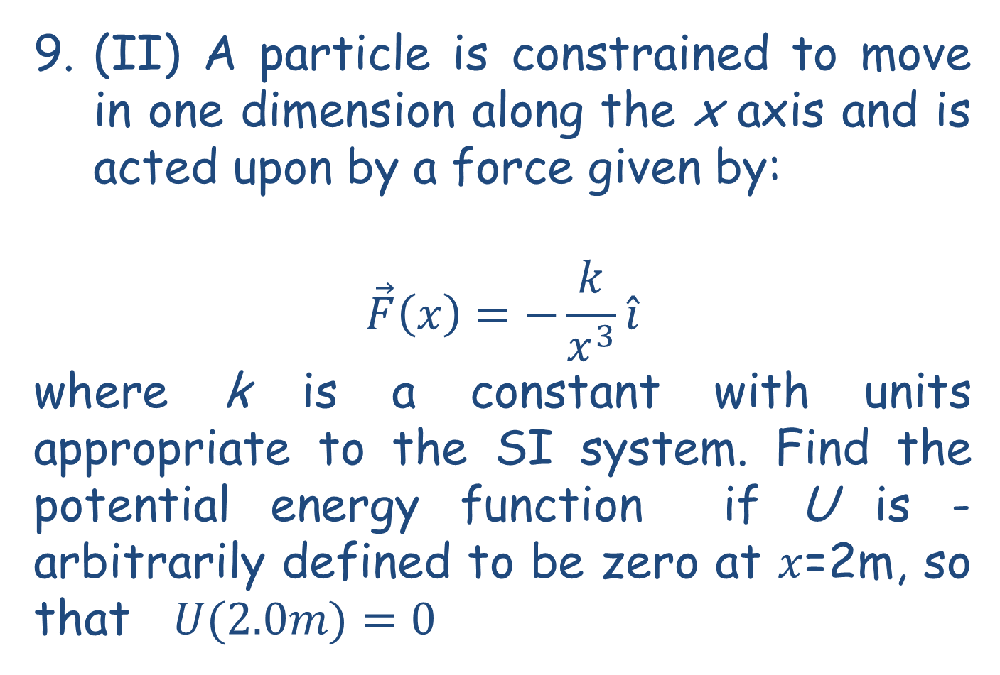 9. (II) A particle is constrained to move
in one dimension along the x axis and is
acted upon by a force given by:
$\vec{F}(x) = -\frac{k}{x^3}\hat{\imath}$
where k is a constant with units
appropriate to the SI system. Find the
potential energy function if U is -
arbitrarily defined to be zero at x=2m, so
that U(2.0m) = 0